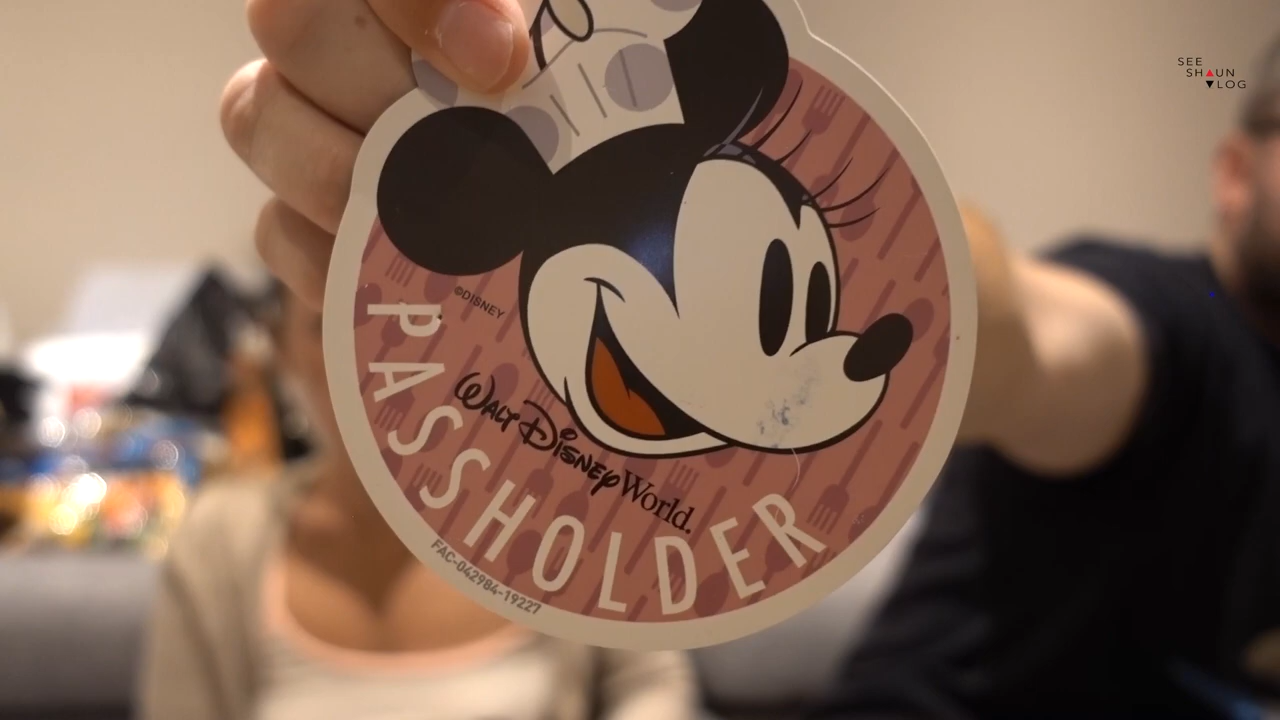 SEE
SHAUN
VLOG
©DISNEY
PASSHOLDER
WALT DISNEY World.
FAC-042984-19227